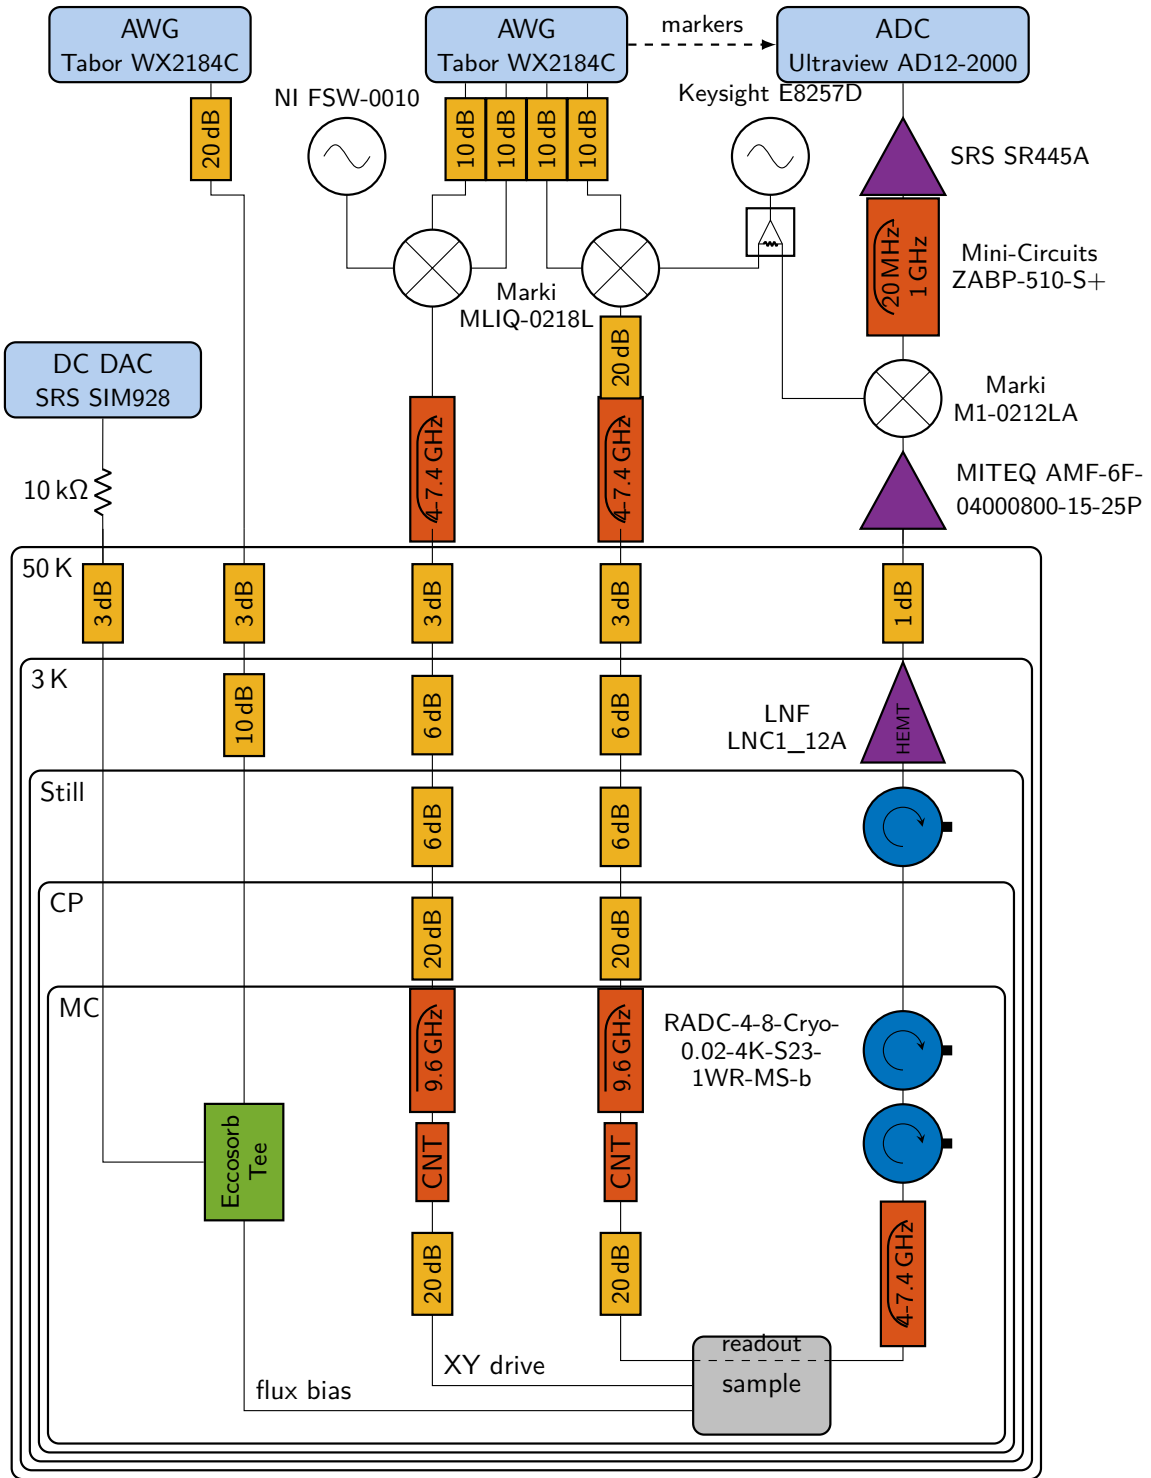 AWG
Tabor WX2184C
AWG
Tabor WX2184C
markers
ADC
Ultraview AD12-2000
NI FSW-0010
Keysight E8257D
20 dB
10 dB
10 dB
10 dB
10 dB
SRS SR445A
20 MHz-
1 GHz
Mini-Circuits
ZABP-510-S+
Marki
MLIQ-0218L
20 dB
DC DAC
SRS SIM928
Marki
M1-0212LA
4-7.4 GHz
4-7.4 GHz
10 kΩ
MITEQ AMF-6F-
04000800-15-25P
50 K
3 dB
3 dB
3 dB
3 dB
1 dB
3 K
10 dB
6 dB
6 dB
LNF
LNC1_12A
HEMT
Still
6 dB
6 dB
CP
20 dB
20 dB
MC
9.6 GHz
9.6 GHz
RADC-4-8-Cryo-
0.02-4K-S23-
1WR-MS-b
Eccosorb
Tee
CNT
CNT
20 dB
20 dB
4-7.4 GHz
readout
sample
XY drive
flux bias